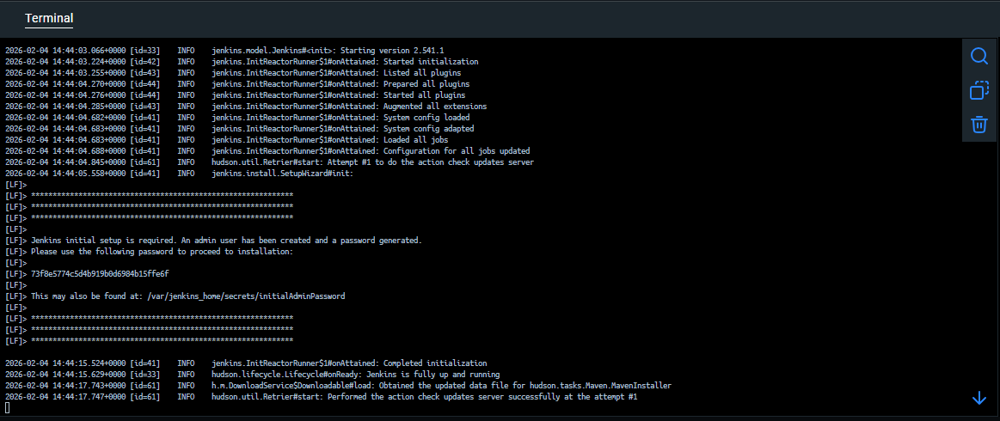 Terminal
2026-02-04 14:44:03.066+0000 [id=33] INFO jenkins.model.Jenkins#<init>: Starting version 2.541.1
2026-02-04 14:44:03.224+0000 [id=42] INFO jenkins.InitReactorRunner$1#onAttained: Started initialization
2026-02-04 14:44:03.255+0000 [id=43] INFO jenkins.InitReactorRunner$1#onAttained: Listed all plugins
2026-02-04 14:44:04.270+0000 [id=44] INFO jenkins.InitReactorRunner$1#onAttained: Prepared all plugins
2026-02-04 14:44:04.276+0000 [id=44] INFO jenkins.InitReactorRunner$1#onAttained: Started all plugins
2026-02-04 14:44:04.285+0000 [id=43] INFO jenkins.InitReactorRunner$1#onAttained: Augmented all extensions
2026-02-04 14:44:04.682+0000 [id=41] INFO jenkins.InitReactorRunner$1#onAttained: System config loaded
2026-02-04 14:44:04.683+0000 [id=41] INFO jenkins.InitReactorRunner$1#onAttained: System config adapted
2026-02-04 14:44:04.683+0000 [id=41] INFO jenkins.InitReactorRunner$1#onAttained: Loaded all jobs
2026-02-04 14:44:04.688+0000 [id=41] INFO jenkins.InitReactorRunner$1#onAttained: Configuration for all jobs updated
2026-02-04 14:44:04.845+0000 [id=61] INFO hudson.util.Retrier#start: Attempt #1 to do the action check updates server
2026-02-04 14:44:05.558+0000 [id=41] INFO jenkins.install.SetupWizard#init:
[LF]>
[LF]> *************************************************************
[LF]> *************************************************************
[LF]> *************************************************************
[LF]>
[LF]> Jenkins initial setup is required. An admin user has been created and a password generated.
[LF]> Please use the following password to proceed to installation:
[LF]>
[LF]> 73f8e5774c5d4b919b0d6984b15ffe6f
[LF]>
[LF]> This may also be found at: /var/jenkins_home/secrets/initialAdminPassword
[LF]>
[LF]> *************************************************************
[LF]> *************************************************************
[LF]> *************************************************************
2026-02-04 14:44:15.524+0000 [id=41] INFO jenkins.InitReactorRunner$1#onAttained: Completed initialization
2026-02-04 14:44:15.629+0000 [id=33] INFO hudson.lifecycle.Lifecycle#onReady: Jenkins is fully up and running
2026-02-04 14:44:17.743+0000 [id=61] INFO h.m.DownloadService$Downloadable#load: Obtained the updated data file for hudson.tasks.Maven.MavenInstaller
2026-02-04 14:44:17.747+0000 [id=61] INFO hudson.util.Retrier#start: Performed the action check updates server successfully at the attempt #1